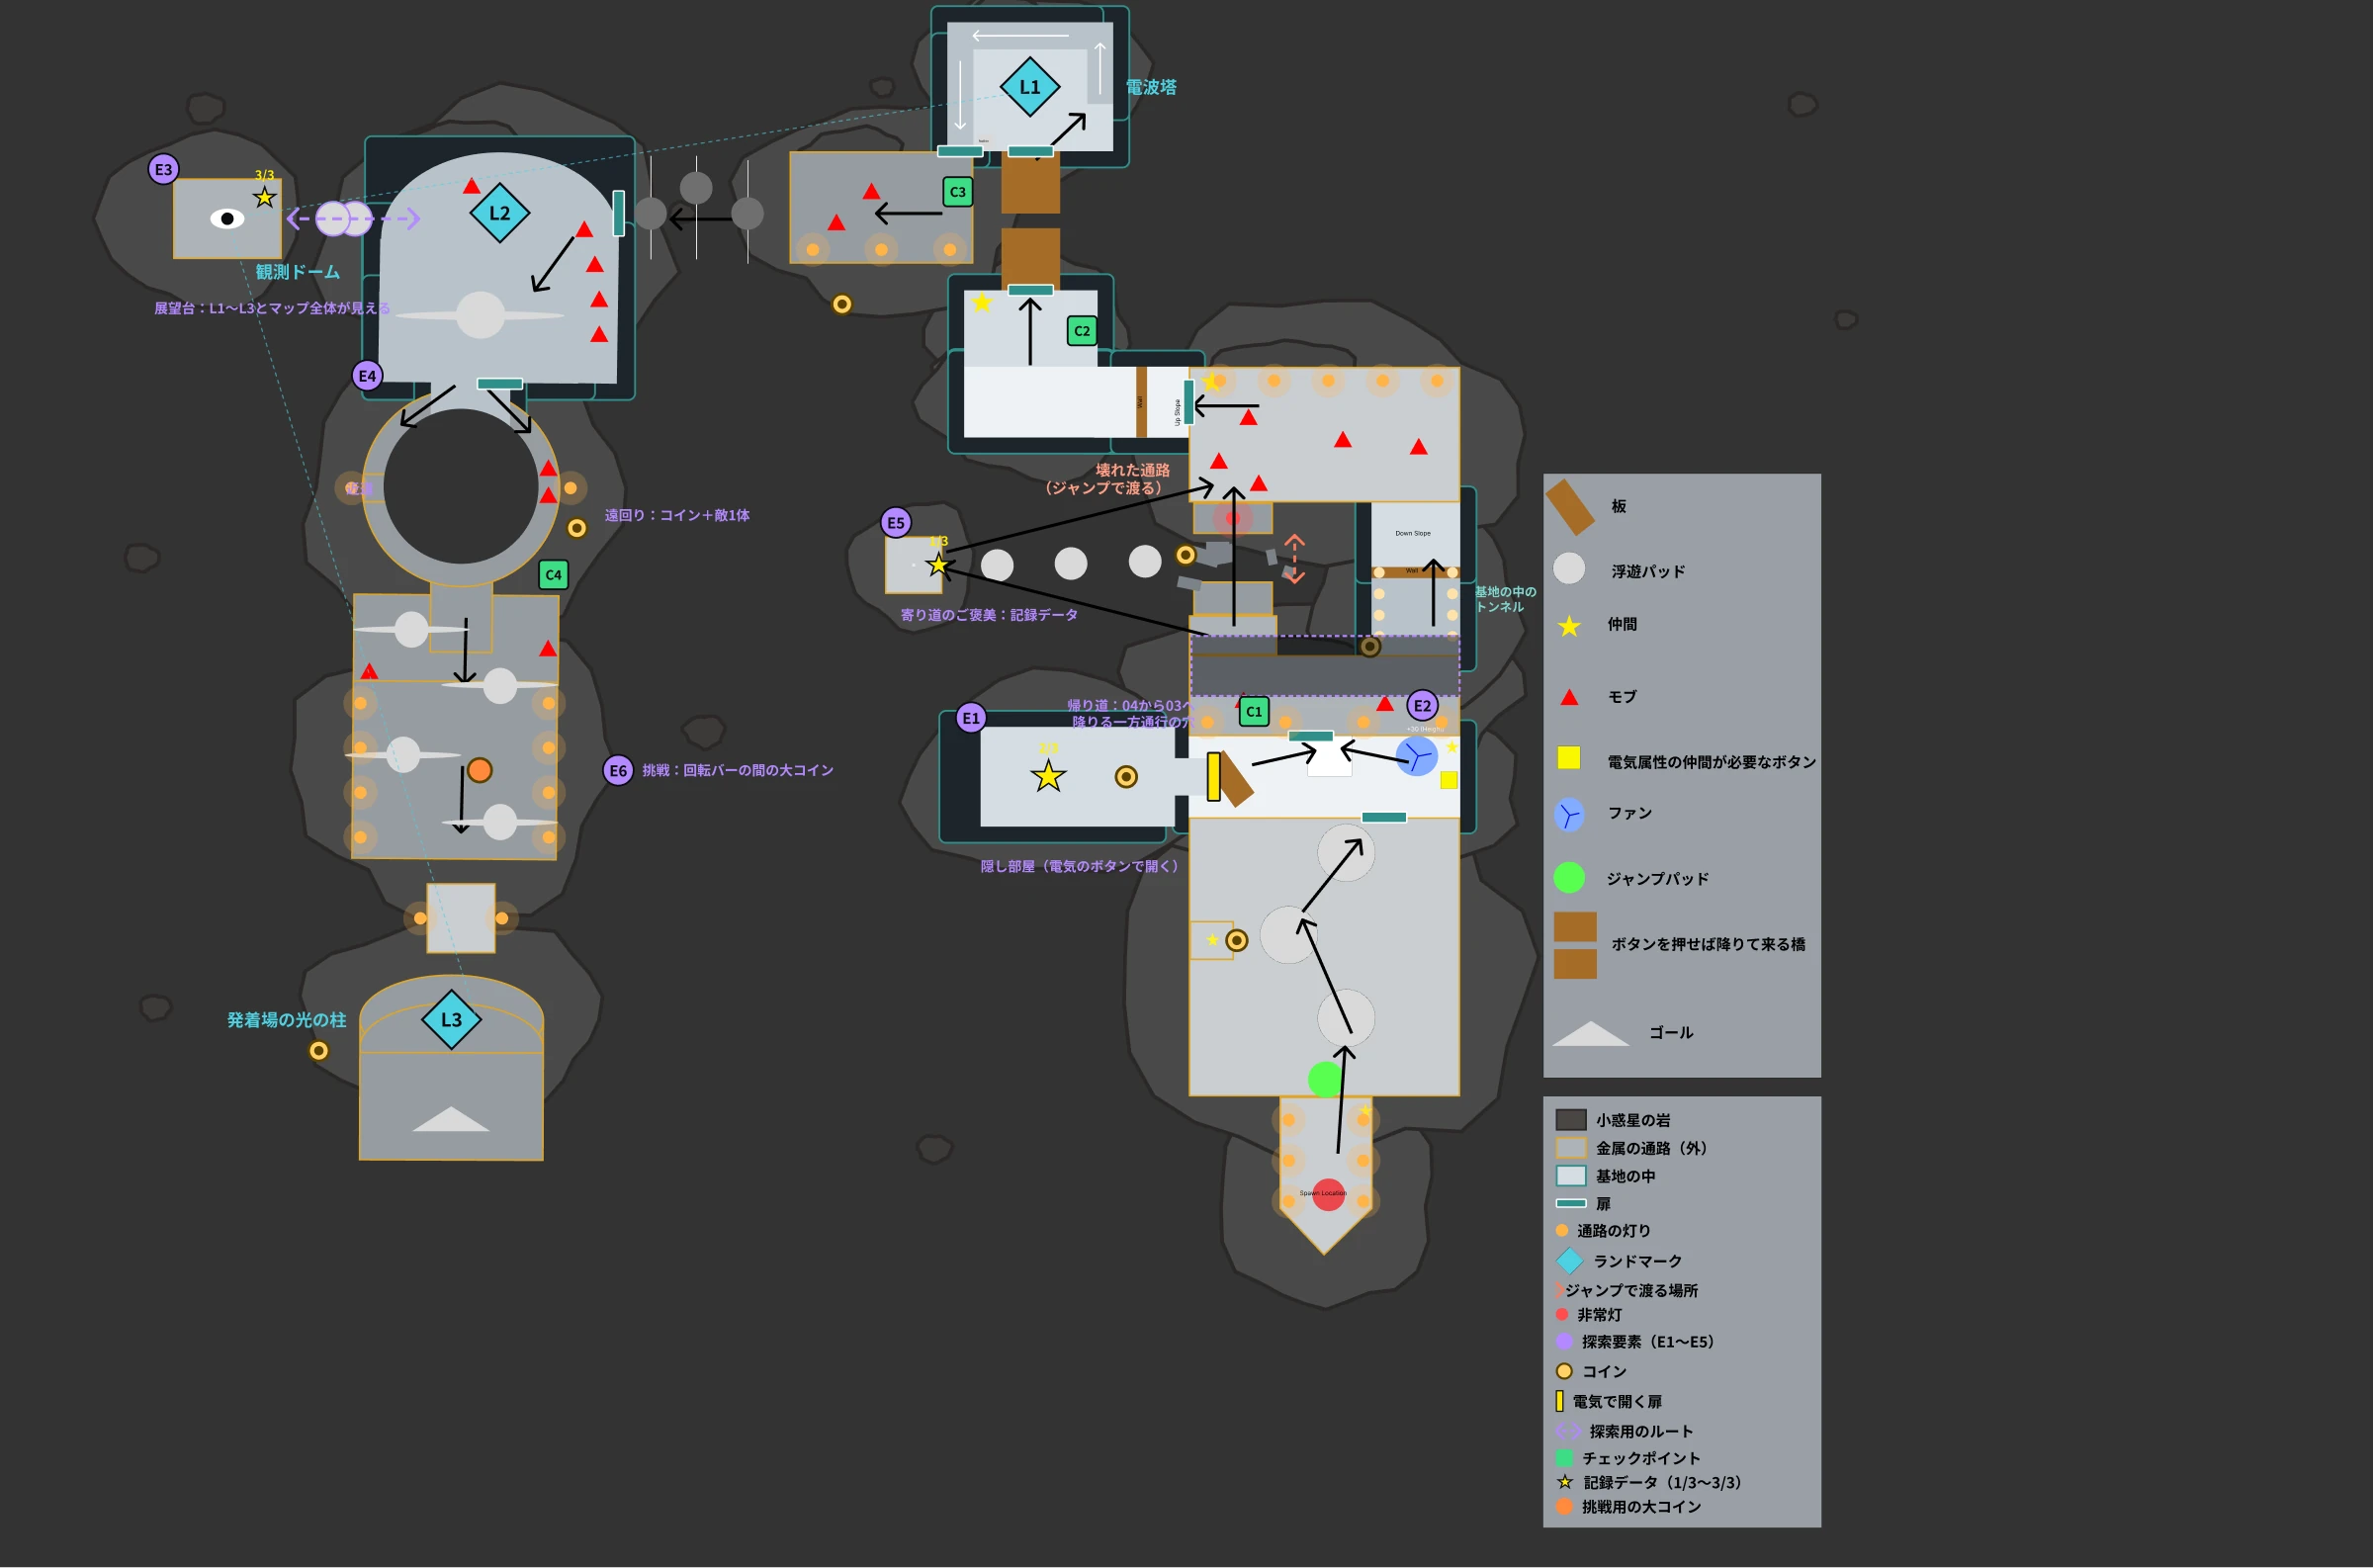 L1
電波塔
E3
3/3
L2
C3
観測ドーム
展望台：L1～L3とマップ全体が見える
C2
E4
Wall
Up Slope
壊れた通路
（ジャンプで渡る）
遠回り：コイン＋敵1体
E5
1/3
Down Slope
Wall
C4
寄り道のご褒美：記録データ
基地の中の
トンネル
帰り道：04から03へ
降りる一方通行の穴
C1
E2
E1
2/3
E6
挑戦：回転バーの間の大コイン
隠し部屋（電気のボタンで開く）
L3
発着場の光の柱
Spawn Location
板
浮遊パッド
仲間
モブ
電気属性の仲間が必要なボタン
ファン
ジャンプパッド
ボタンを押せば降りて来る橋
ゴール
小惑星の岩
金属の通路（外）
基地の中
扉
通路の灯り
ランドマーク
ジャンプで渡る場所
非常灯
探索要素（E1～E5）
コイン
電気で開く扉
探索用のルート
チェックポイント
記録データ（1/3～3/3）
挑戦用の大コイン